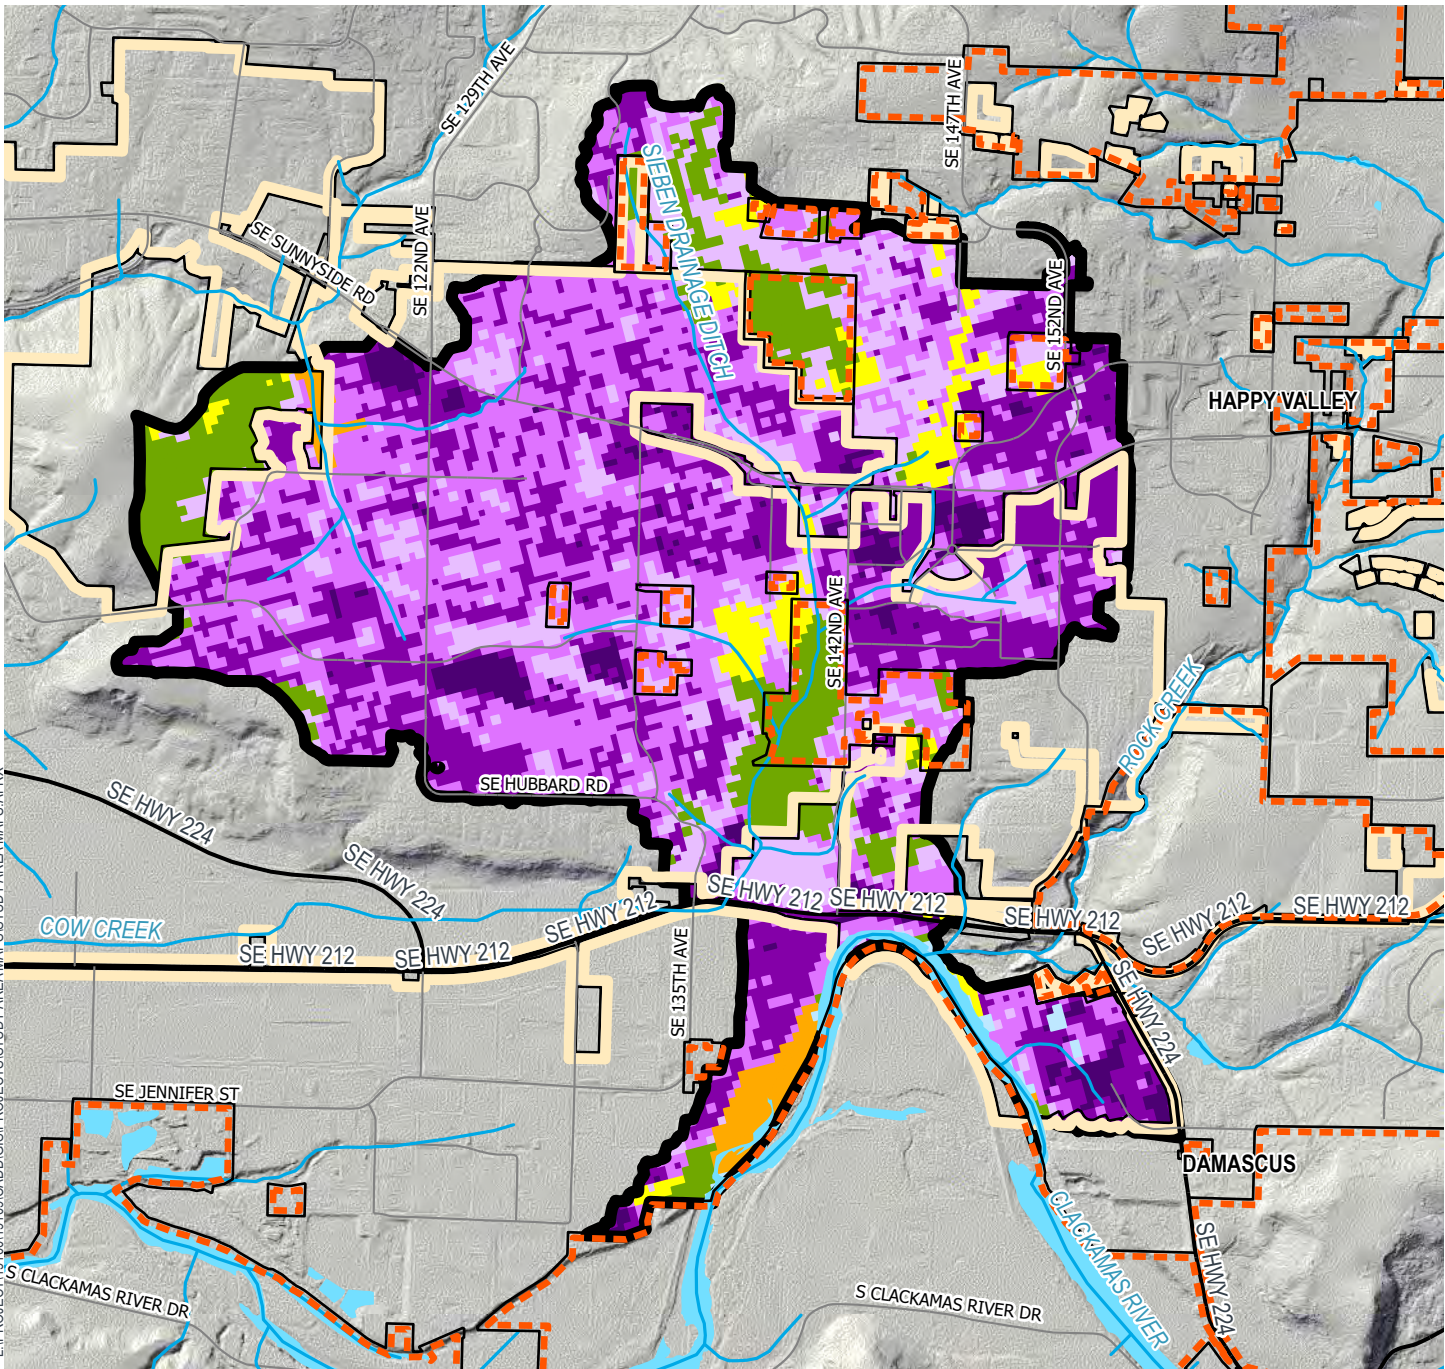 SE 129TH AVE
SE 147TH AVE
SIEBEN DRAINAGE DITCH
SE SUNNYSIDE RD
SE 122ND AVE
SE 152ND AVE
HAPPY VALLEY
SE 142ND AVE
ROCK CREEK
SE HUBBARD RD
SE HWY 224
SE HWY 224
SE HWY 212
SE HWY 212
SE HWY 212
SE HWY 212
SE HWY 212
SE HWY 212
COW CREEK
SE HWY 212
SE HWY 212
SE 135TH AVE
SE HWY 224
SE JENNIFER ST
DAMASCUS
CLACKAMAS RIVER
SE HWY 224
S CLACKAMAS RIVER DR
S CLACKAMAS RIVER DR